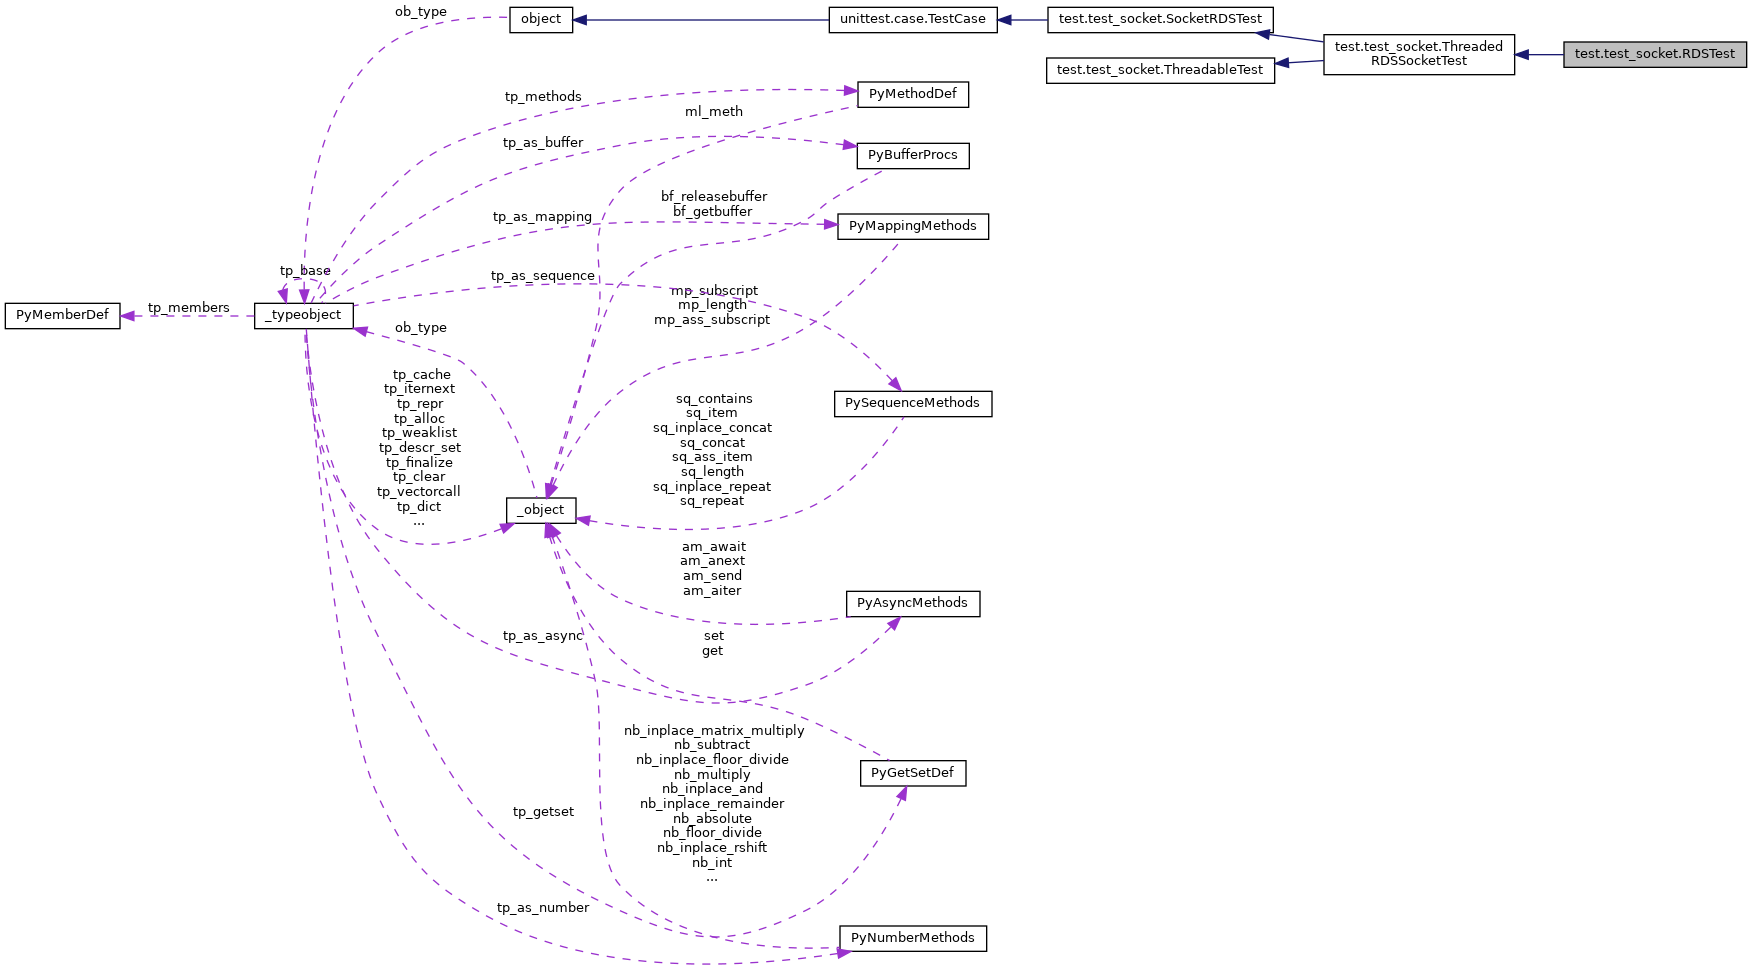 ob_type
object
unittest.case.TestCase
test.test_socket.SocketRDSTest
test.test_socket.Threaded
RDSSocketTest
test.test_socket.RDSTest
test.test_socket.ThreadableTest
tp_methods
PyMethodDef
ml_meth
tp_as_buffer
PyBufferProcs
bf_releasebuffer
bf_getbuffer
tp_as_mapping
PyMappingMethods
tp_base
tp_as_sequence
mp_subscript
mp_length
mp_ass_subscript
PyMemberDef
tp_members
_typeobject
ob_type
tp_cache
tp_iternext
tp_repr
tp_alloc
tp_weaklist
tp_descr_set
tp_finalize
tp_clear
tp_vectorcall
tp_dict
...
sq_contains
sq_item
sq_inplace_concat
sq_concat
sq_ass_item
sq_length
sq_inplace_repeat
sq_repeat
PySequenceMethods
_object
am_await
am_anext
am_send
am_aiter
PyAsyncMethods
tp_as_async
set
get
nb_inplace_matrix_multiply
nb_subtract
nb_inplace_floor_divide
nb_multiply
nb_inplace_and
nb_inplace_remainder
nb_absolute
nb_floor_divide
nb_inplace_rshift
nb_int
...
PyGetSetDef
tp_getset
tp_as_number
PyNumberMethods